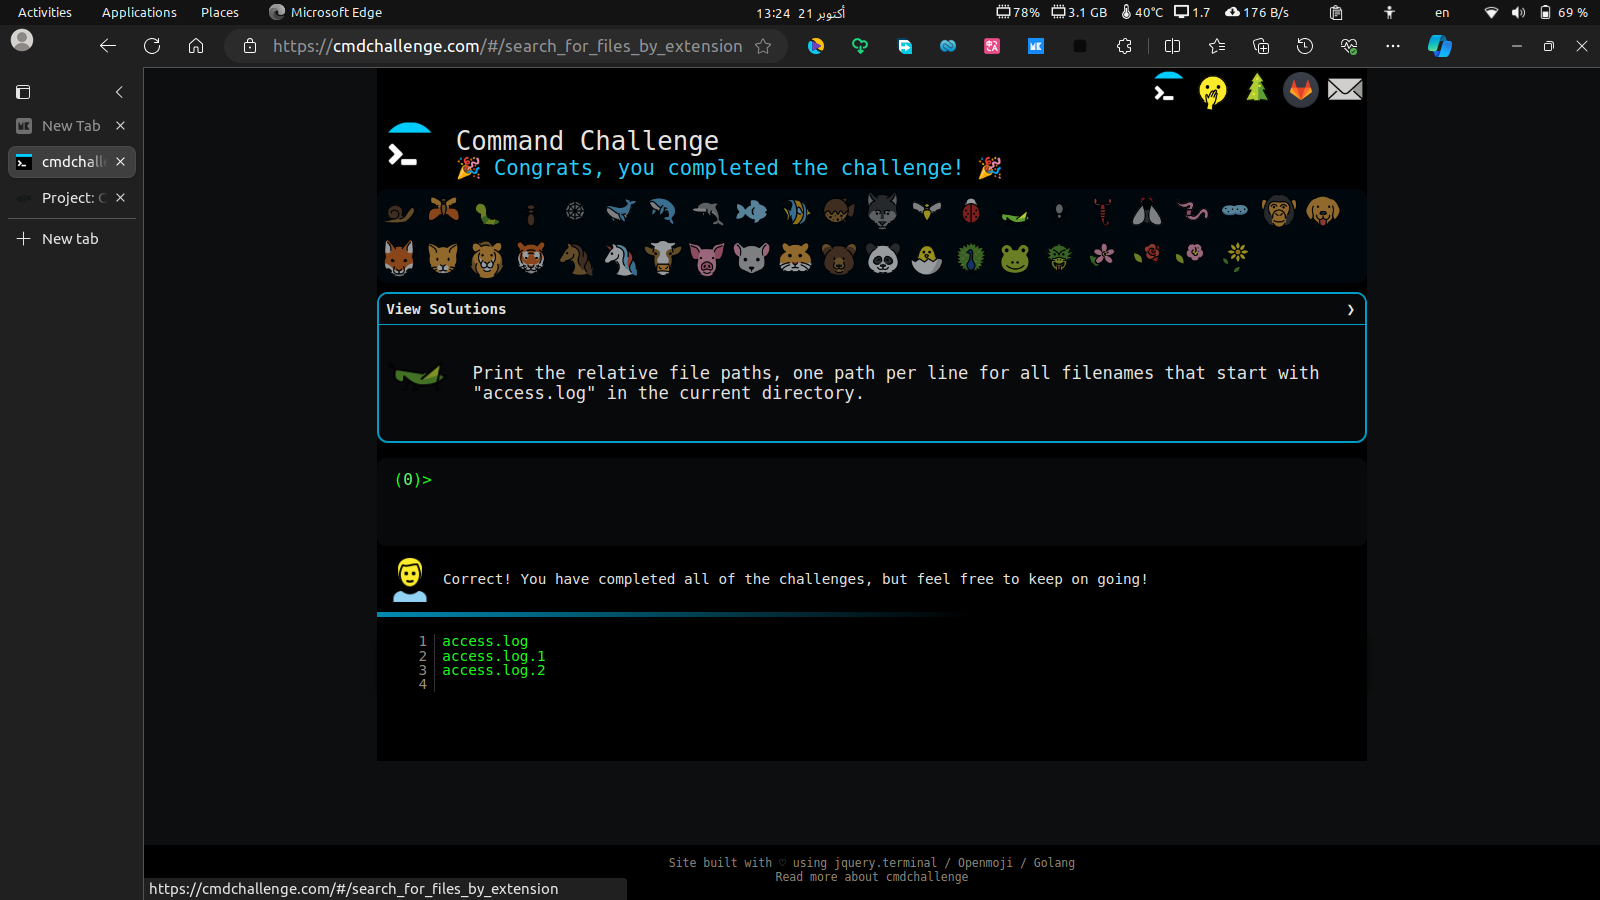 Activities Applications Places Microsoft Edge 13:24 21 أكتوبر 78% 3.1 GB 40°C 1.7 176 B/s en 69 %
https://cmdchallenge.com/#/search_for_files_by_extension
New Tab
cmdchall
Project: C
New tab
Command Challenge
🎉 Congrats, you completed the challenge! 🎉
View Solutions
Print the relative file paths, one path per line for all filenames that start with
"access.log" in the current directory.
(0)>
Correct! You have completed all of the challenges, but feel free to keep on going!
1 access.log
2 access.log.1
3 access.log.2
4
Site built with ♡ using jquery.terminal / Openmoji / Golang
Read more about cmdchallenge
https://cmdchallenge.com/#/search_for_files_by_extension